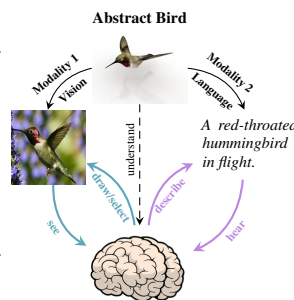 Abstract Bird
Modality 1
Vision
Modality 2
Language
understand
A red-throated
hummingbird
in flight.
draw/select
describe
see
hear